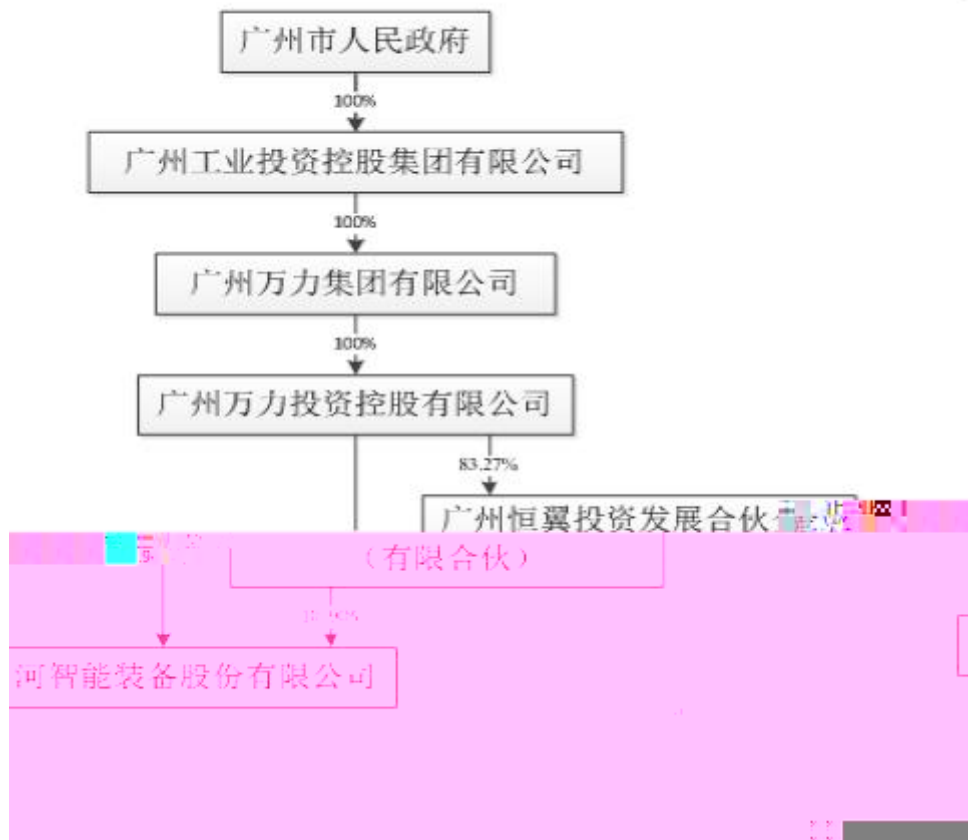 广州市人民政府
100%
广州工业投资控股集团有限公司
100%
广州万力集团有限公司
100%
广州万力投资控股有限公司
83.27%
广州恒翼投资发展合伙
（有限合伙）
河智能装备股份有限公司